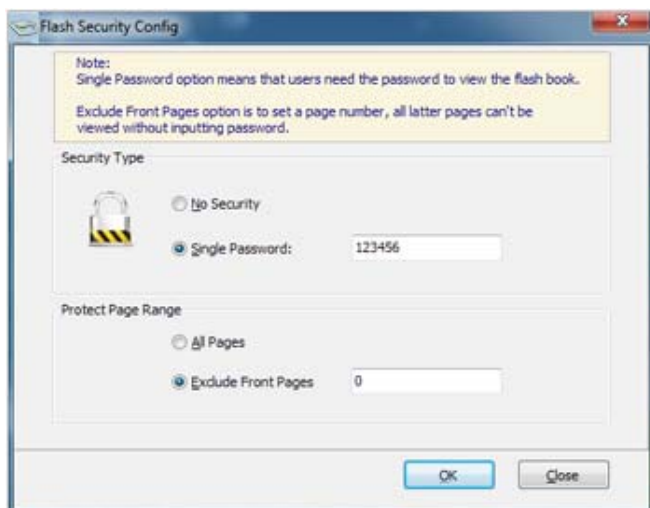 Flash Security Config
Note:
Single Password option means that users need the password to view the flash book.
Exclude Front Pages option is to set a page number, all latter pages can't be
viewed without inputting password.
Security Type
No Security
Single Password: 123456
Protect Page Range
All Pages
Exclude Front Pages 0
OK Close